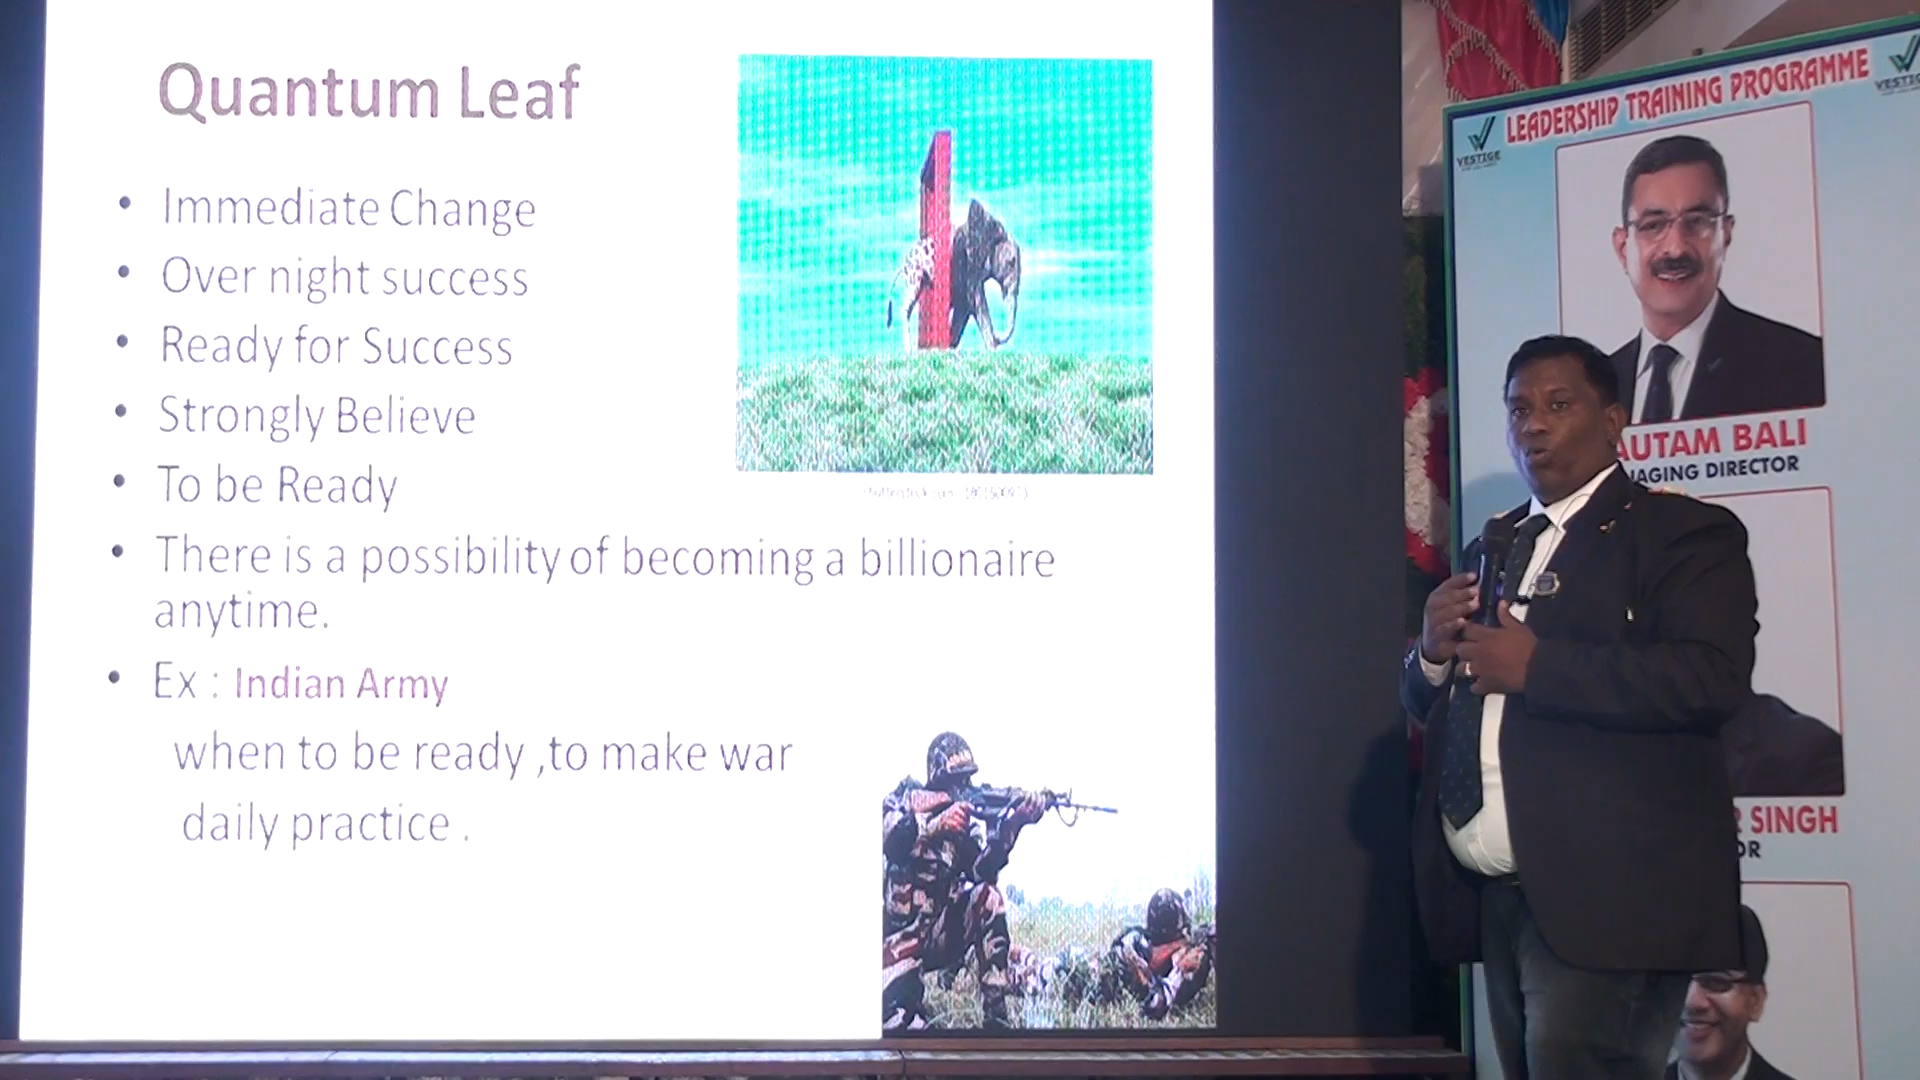 Quantum Leaf
• Immediate Change
• Over night success
• Ready for Success
• Strongly Believe
• To be Ready
• There is a possibility of becoming a billionaire
anytime.
• Ex : Indian Army
when to be ready ,to make war
daily practice .
LEADERSHIP TRAINING PROGRAMME
VESTIGE
AUTAM BALI
AGING DIRECTOR
SINGH